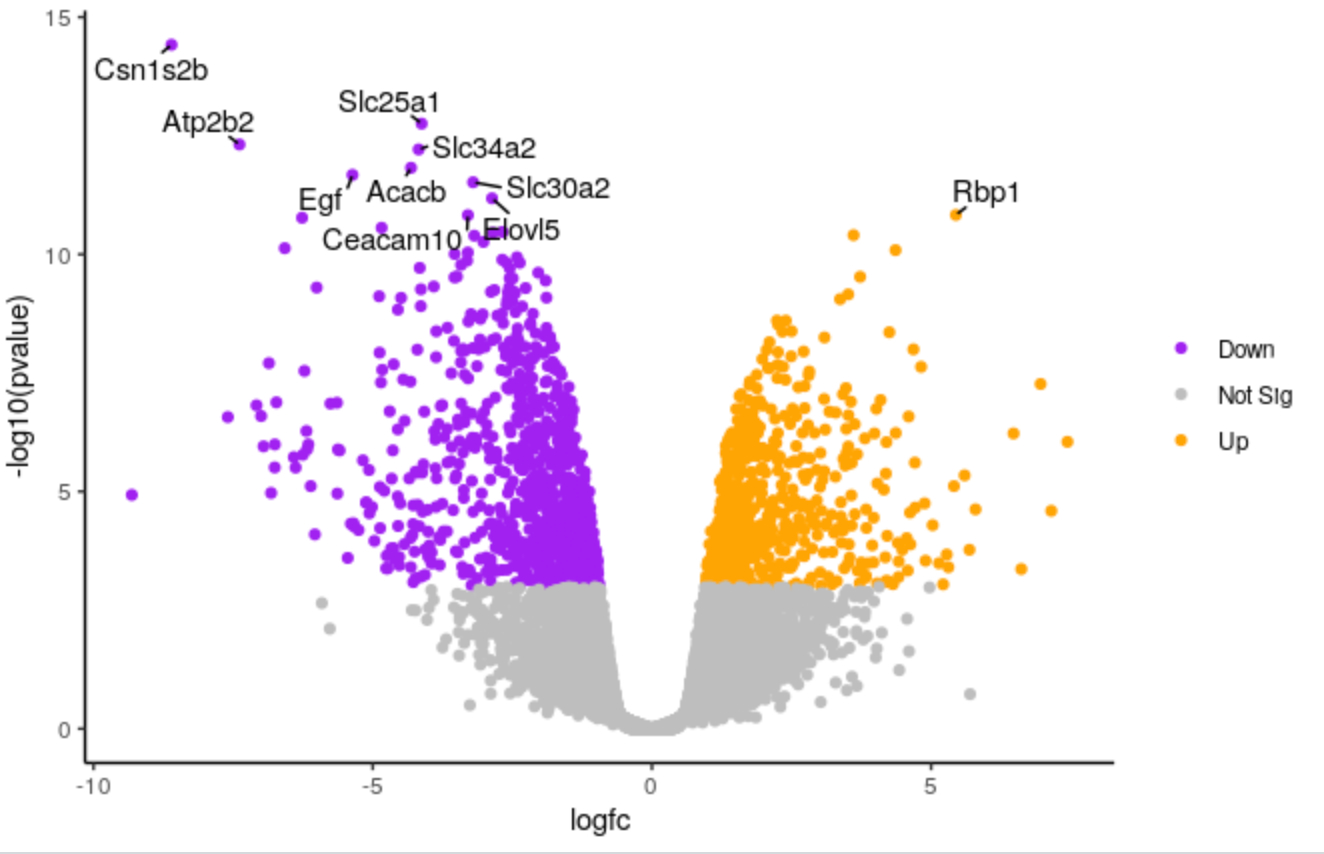 15
Csn1s2b
Slc25a1
Atp2b2
Slc34a2
Egf
Acacb
Slc30a2
Rbp1
Ceacam10
Elovl5
10
-log10(pvalue)
Down
Not Sig
Up
5
0
-10
-5
0
5
logfc